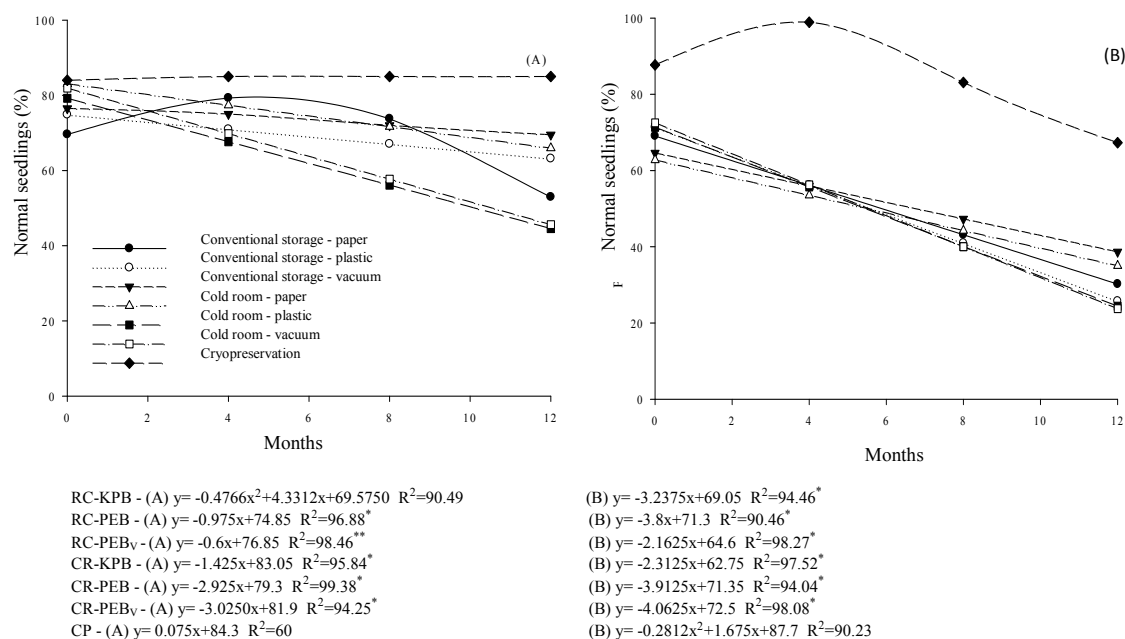 100
80
60
40
20
0
Normal seedlings (%)
(A)
Conventional storage - paper
Conventional storage - plastic
Conventional storage - vacuum
Cold room - paper
Cold room - plastic
Cold room - vacuum
Cryopreservation
0 2 4 6 8 10 12
Months
100
80
60
40
20
0
Normal seedlings (%)
(B)
0 2 4 6 8 10 12
Months
RC-KPB - (A) y= -0.4766x²+4.3312x+69.5750 R²=90.49
RC-PEB - (A) y= -0.975x+74.85 R²=96.88*
RC-PEBV - (A) y= -0.6x+76.85 R²=98.46**
CR-KPB - (A) y= -1.425x+83.05 R²=95.84*
CR-PEB - (A) y= -2.925x+79.3 R²=99.38*
CR-PEBV - (A) y= -3.0250x+81.9 R²=94.25*
CP - (A) y= 0.075x+84.3 R²=60
(B) y= -3.2375x+69.05 R²=94.46*
(B) y= -3.8x+71.3 R²=90.46*
(B) y= -2.1625x+64.6 R²=98.27*
(B) y= -2.3125x+62.75 R²=97.52*
(B) y= -3.9125x+71.35 R²=94.04*
(B) y= -4.0625x+72.5 R²=98.08*
(B) y= -0.2812x²+1.675x+87.7 R²=90.23